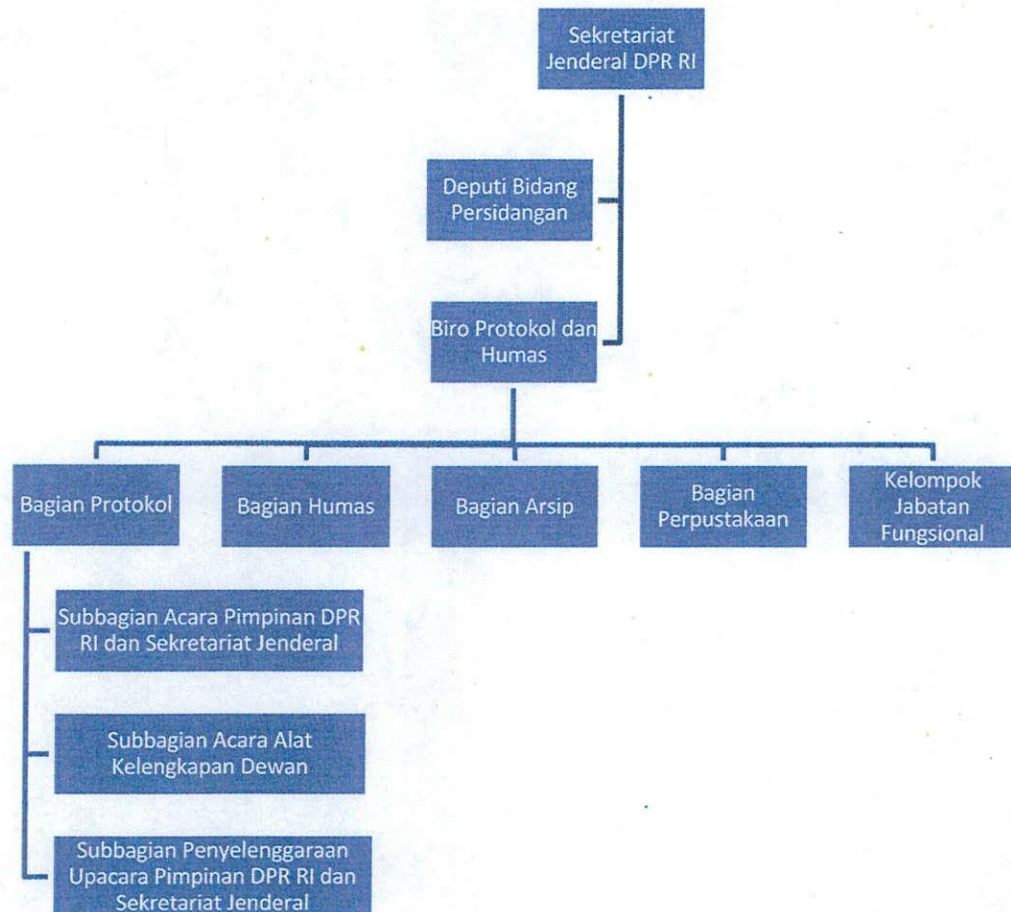 Sekretariat
Jenderal DPR RI
Deputi Bidang
Persidangan
Biro Protokol dan
Humas
Bagian Protokol
Bagian Humas
Bagian Arsip
Bagian
Perpustakaan
Kelompok
Jabatan
Fungsional
Subbagian Acara Pimpinan DPR
RI dan Sekretariat Jenderal
Subbagian Acara Alat
Kelengkapan Dewan
Subbagian Penyelenggaraan
Upacara Pimpinan DPR RI dan
Sekretariat Jenderal